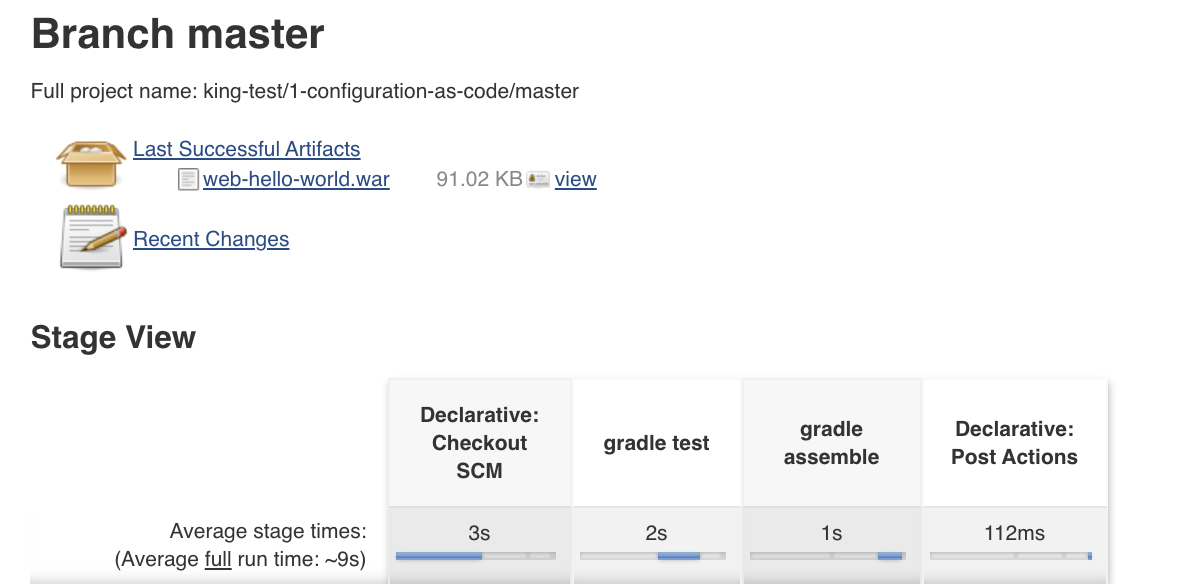 Branch master
Full project name: king-test/1-configuration-as-code/master
Last Successful Artifacts
web-hello-world.war 91.02 KB view
Recent Changes
Stage View
Declarative:
Checkout
SCM
gradle test
gradle
assemble
Declarative:
Post Actions
Average stage times:
(Average full run time: ~9s)
3s 2s 1s 112ms